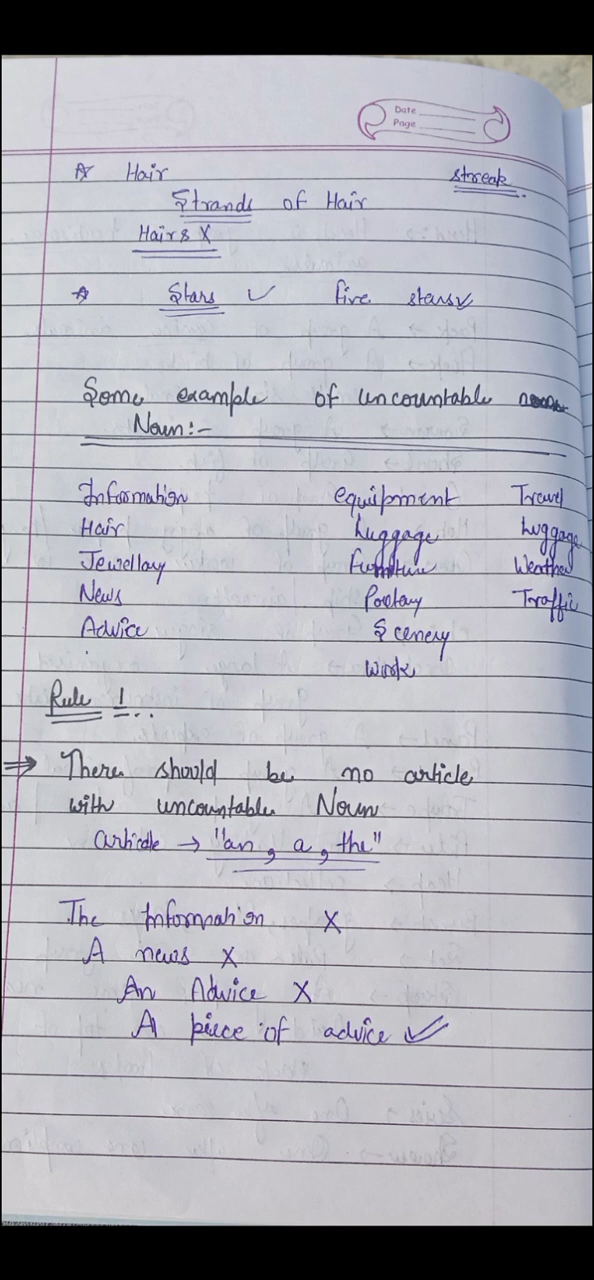 Date
Page
☆ Hair streak
Strands of Hair
Hairs X
☆ Stars ✓ five stars ✓
Some example of uncountable
Noun:-
Information equipment Travel
Hair Luggage Luggage
Jewellary Furniture Weather
News Poetary Traffic
Advice Scenery
work
Rule 1...
⇒ There should be no article
with uncountable Noun
article → "an, a, the"
The Information X
A news X
An Advice X
A piece of advice ✓